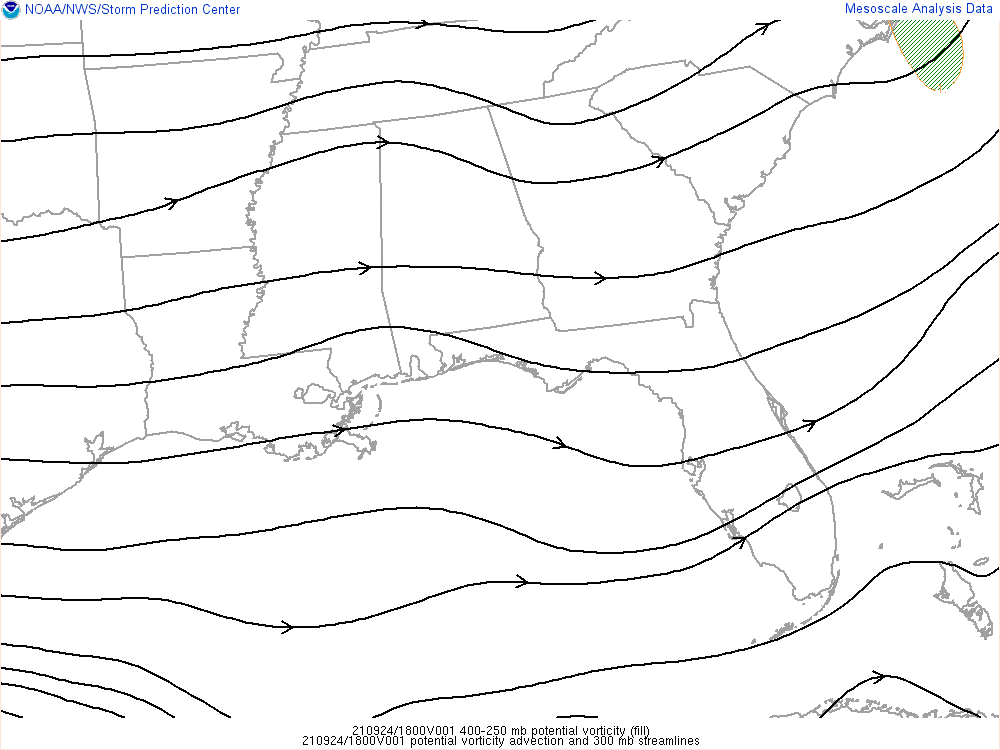 NOAA/NWS/Storm Prediction Center
Mesoscale Analysis Data
210924/1800V001 400-250 mb potential vorticity (fill)
210924/1800V001 potential vorticity advection and 300 mb streamlines